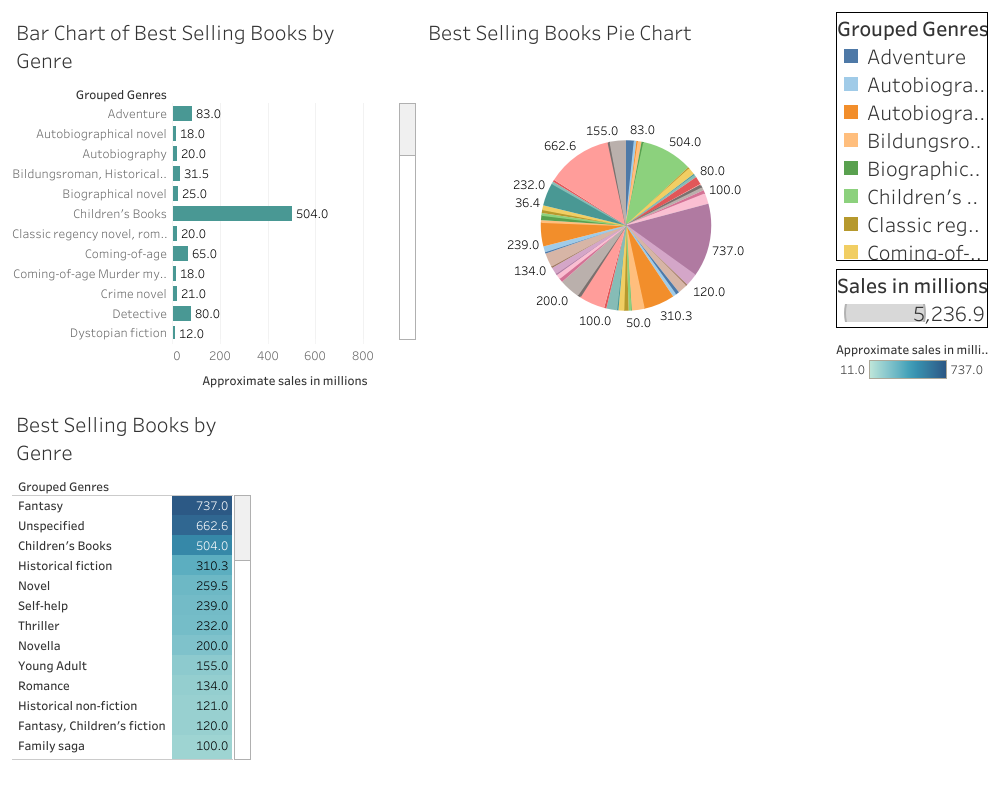 Bar Chart of Best Selling Books by
Genre
Grouped Genres
Adventure 83.0
Autobiographical novel 18.0
Autobiography 20.0
Bildungsroman, Historical.. 31.5
Biographical novel 25.0
Children's Books 504.0
Classic regency novel, rom.. 20.0
Coming-of-age 65.0
Coming-of-age Murder my.. 18.0
Crime novel 21.0
Detective 80.0
Dystopian fiction 12.0
0 200 400 600 800
Approximate sales in millions
Best Selling Books Pie Chart
155.0 83.0
662.6 504.0
80.0
232.0 100.0
36.4
239.0 737.0
134.0
120.0
200.0
310.3
100.0 50.0
Grouped Genres
Adventure
Autobiogra..
Autobiogra..
Bildungsro..
Biographic..
Children's ..
Classic reg..
Coming-of-..
Sales in millions
5,236.9
Approximate sales in milli..
11.0 737.0
Best Selling Books by
Genre
Grouped Genres
Fantasy 737.0
Unspecified 662.6
Children's Books 504.0
Historical fiction 310.3
Novel 259.5
Self-help 239.0
Thriller 232.0
Novella 200.0
Young Adult 155.0
Romance 134.0
Historical non-fiction 121.0
Fantasy, Children's fiction 120.0
Family saga 100.0